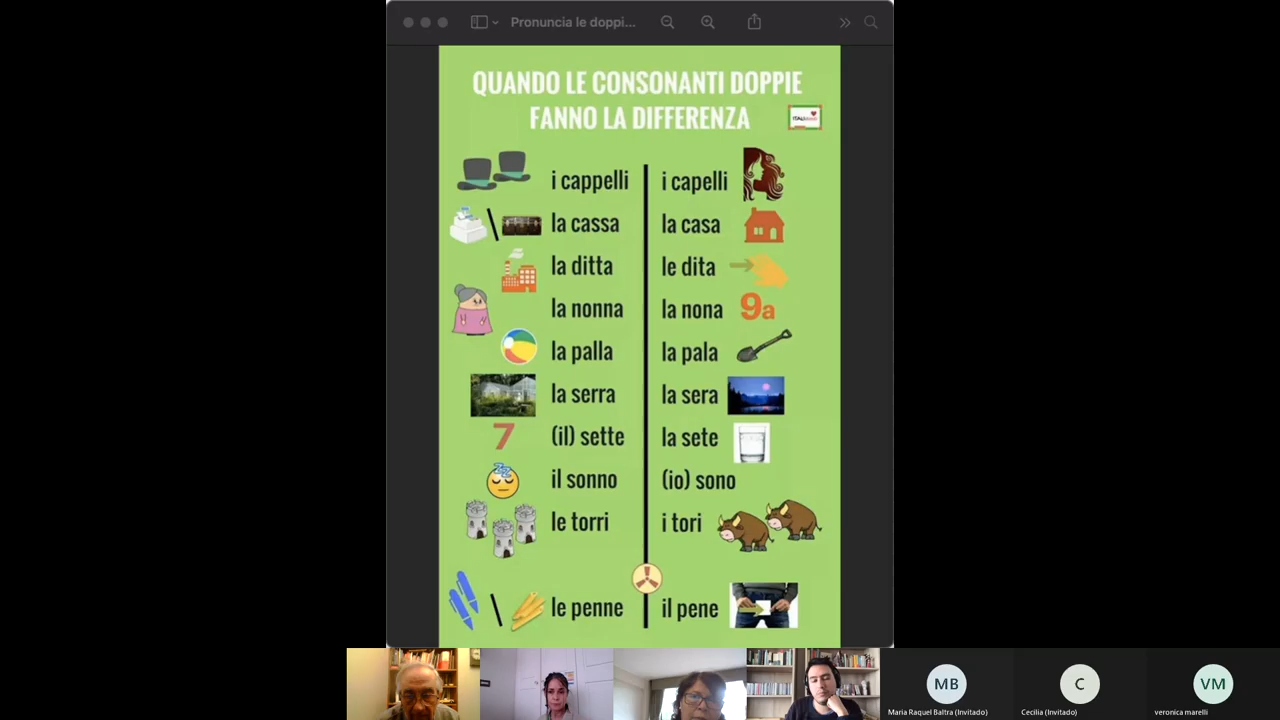 Pronuncia le doppi...
QUANDO LE CONSONANTI DOPPIE
FANNO LA DIFFERENZA
i cappelli
i capelli
la cassa
la casa
la ditta
le dita
la nonna
la nona
9a
la palla
la pala
la serra
la sera
7
(il) sette
la sete
il sonno
(io) sono
le torri
i tori
le penne
il pene
MB
C
VM
Maria Raquel Baltra (Invitado)
Cecilia (Invitado)
veronica marelli